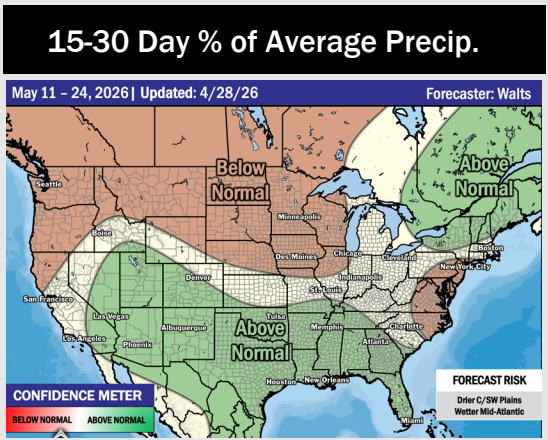 15-30 Day % of Average Precip.
May 11 – 24, 2026| Updated: 4/28/26
Forecaster: Walts
Below
Normal
Above
Normal
Seattle
Minneapolis
Boise
Boston
Chicago
Cleveland
New York City
Des Moines
Denver
Indianapolis
St. Louis
San Francisco
Las Vegas
Tulsa
Above
Normal
Memphis
Charlotte
Albuquerque
Los Angeles
Phoenix
Atlanta
Houston
New Orleans
Miami
CONFIDENCE METER
BELOW NORMAL
ABOVE NORMAL
FORECAST RISK
Drier C/SW Plains
Wetter Mid-Atlantic